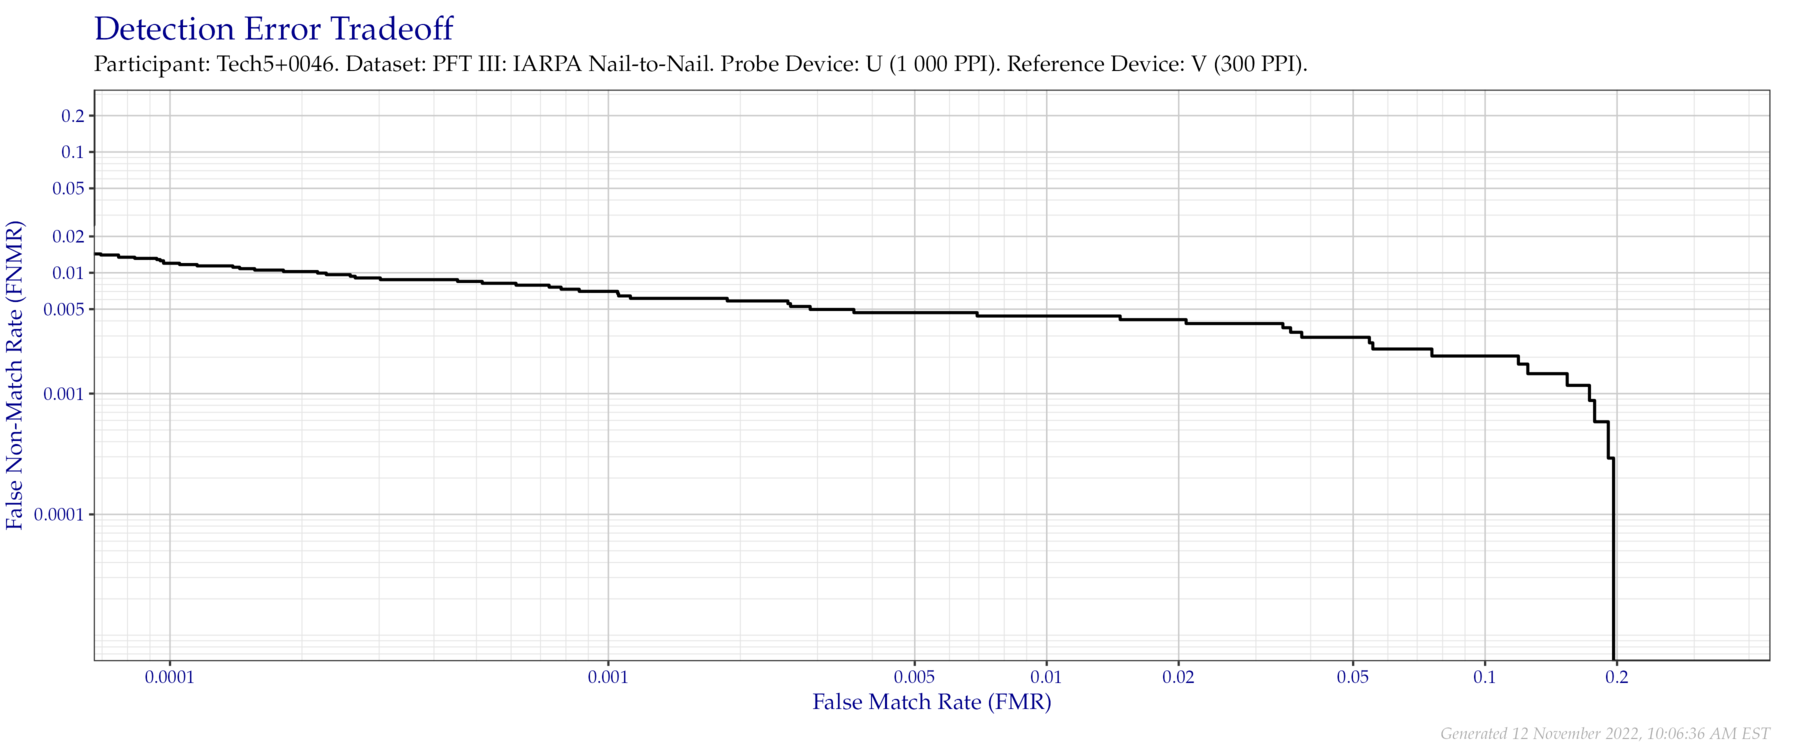 Detection Error Tradeoff
Participant: Tech5+0046. Dataset: PFT III: IARPA Nail-to-Nail. Probe Device: U (1 000 PPI). Reference Device: V (300 PPI).
False Non-Match Rate (FNMR)
0.2
0.1
0.05
0.02
0.01
0.005
0.001
0.0001
0.0001 0.001 0.005 0.01 0.02 0.05 0.1 0.2
False Match Rate (FMR)
Generated 12 November 2022, 10:06:36 AM EST